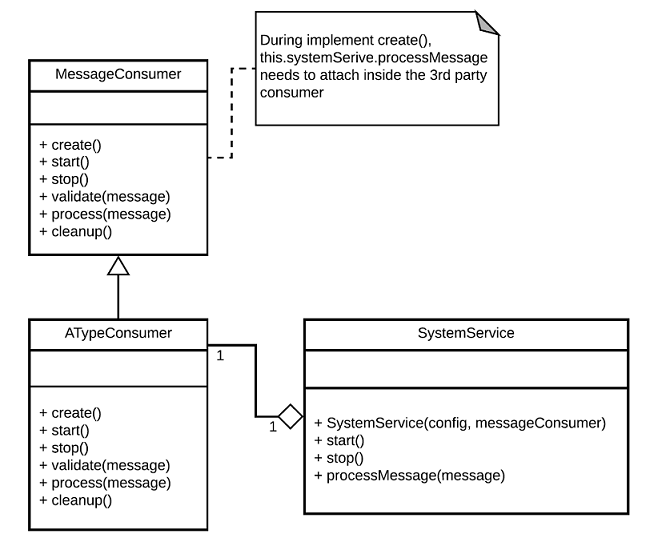 During implement create(),
this.systemSerive.processMessage
needs to attach inside the 3rd party
consumer
MessageConsumer
+ create()
+ start()
+ stop()
+ validate(message)
+ process(message)
+ cleanup()
ATypeConsumer
+ create()
+ start()
+ stop()
+ validate(message)
+ process(message)
+ cleanup()
1
1
SystemService
+ SystemService(config, messageConsumer)
+ start()
+ stop()
+ processMessage(message)